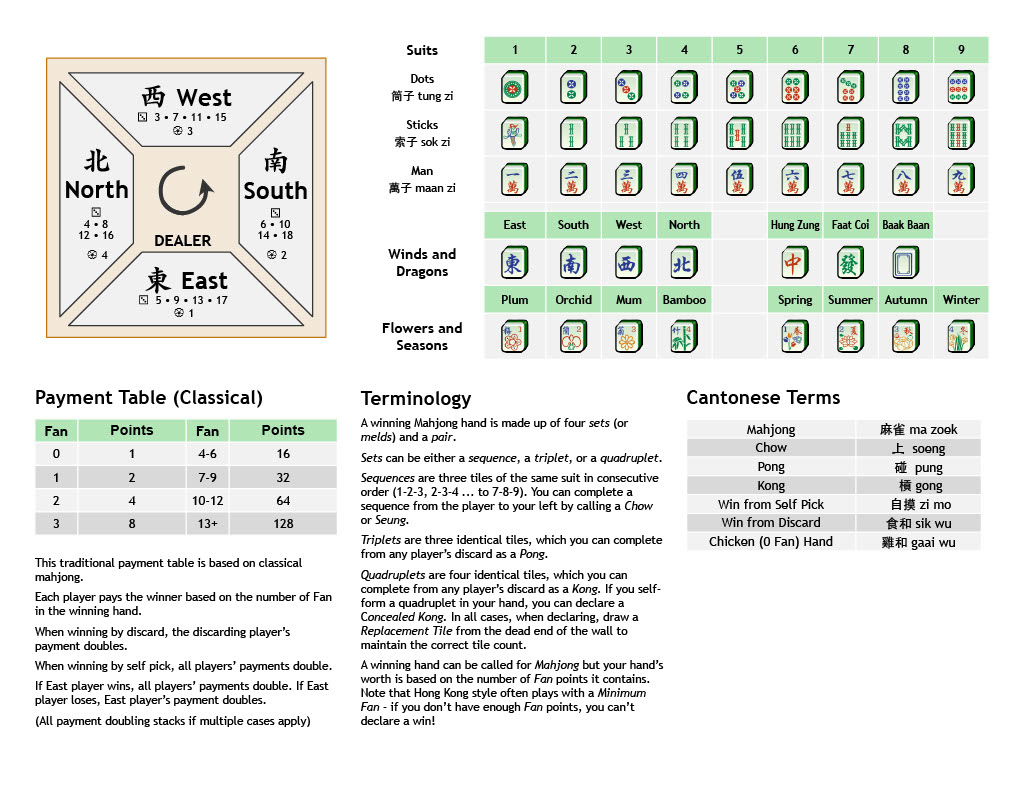 西 West
3 • 7 • 11 • 15
3
北
North
4 • 8
12 • 16
4
南
South
6 • 10
14 • 18
2
DEALER
東 East
5 • 9 • 13 • 17
1
Suits 1 2 3 4 5 6 7 8 9
Dots
筒子 tung zi
Sticks
索子 sok zi
Man
萬子 maan zi
一 二 三 四 伍 六 七 八 九
萬 萬 萬 萬 萬 萬 萬 萬 萬
East South West North Hung Zung Faat Coi Baak Baan
Winds and
Dragons
東 南 西 北 中 發
Plum Orchid Mum Bamboo Spring Summer Autumn Winter
Flowers and
Seasons
梅 1 蘭 2 菊 3 竹 4 1 春 2 夏 3 秋 4 冬
Payment Table (Classical)
Fan Points Fan Points
0 1 4-6 16
1 2 7-9 32
2 4 10-12 64
3 8 13+ 128
This traditional payment table is based on classical
mahjong.
Each player pays the winner based on the number of Fan
in the winning hand.
When winning by discard, the discarding player's
payment doubles.
When winning by self pick, all players' payments double.
If East player wins, all players' payments double. If East
player loses, East player's payment doubles.
(All payment doubling stacks if multiple cases apply)
Terminology
A winning Mahjong hand is made up of four sets (or
melds) and a pair.
Sets can be either a sequence, a triplet, or a quadruplet.
Sequences are three tiles of the same suit in consecutive
order (1-2-3, 2-3-4 ... to 7-8-9). You can complete a
sequence from the player to your left by calling a Chow
or Seung.
Triplets are three identical tiles, which you can complete
from any player's discard as a Pong.
Quadruplets are four identical tiles, which you can
complete from any player's discard as a Kong. If you self-
form a quadruplet in your hand, you can declare a
Concealed Kong. In all cases, when declaring, draw a
Replacement Tile from the dead end of the wall to
maintain the correct tile count.
A winning hand can be called for Mahjong but your hand's
worth is based on the number of Fan points it contains.
Note that Hong Kong style often plays with a Minimum
Fan - if you don't have enough Fan points, you can't
declare a win!
Cantonese Terms
Mahjong 麻雀 ma zoek
Chow 上 soeng
Pong 碰 pung
Kong 槓 gong
Win from Self Pick 自摸 zi mo
Win from Discard 食和 sik wu
Chicken (0 Fan) Hand 雞和 gaai wu